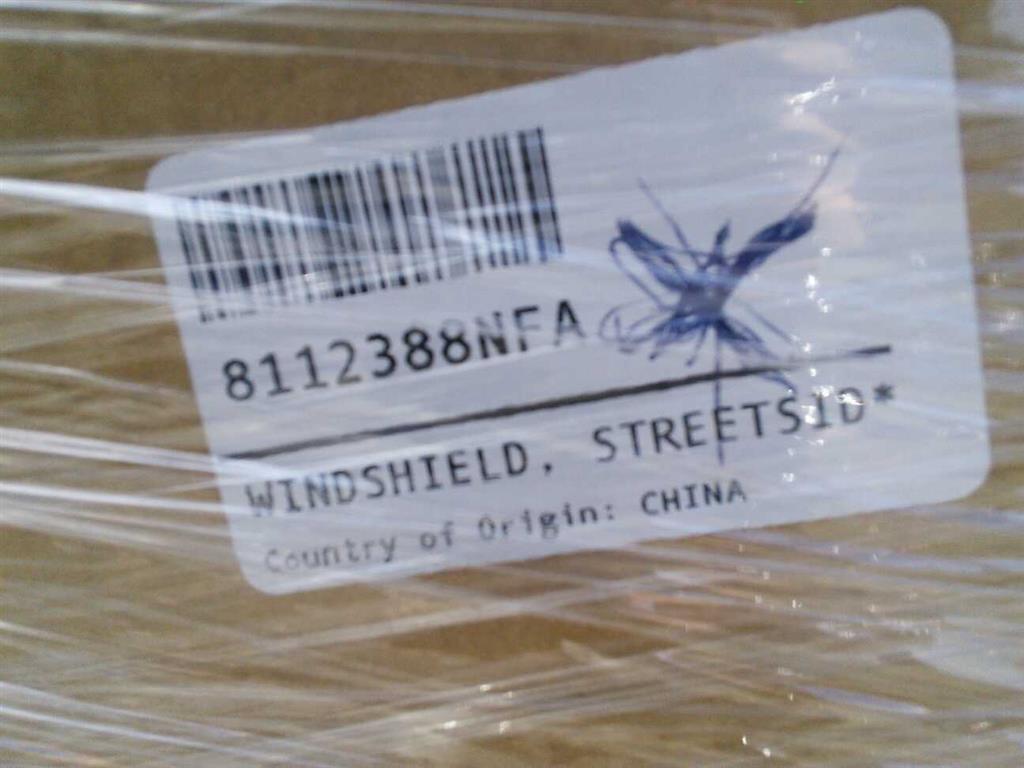 8112388NFA
WINDSHIELD, STREETSID*
Country of Origin: CHINA